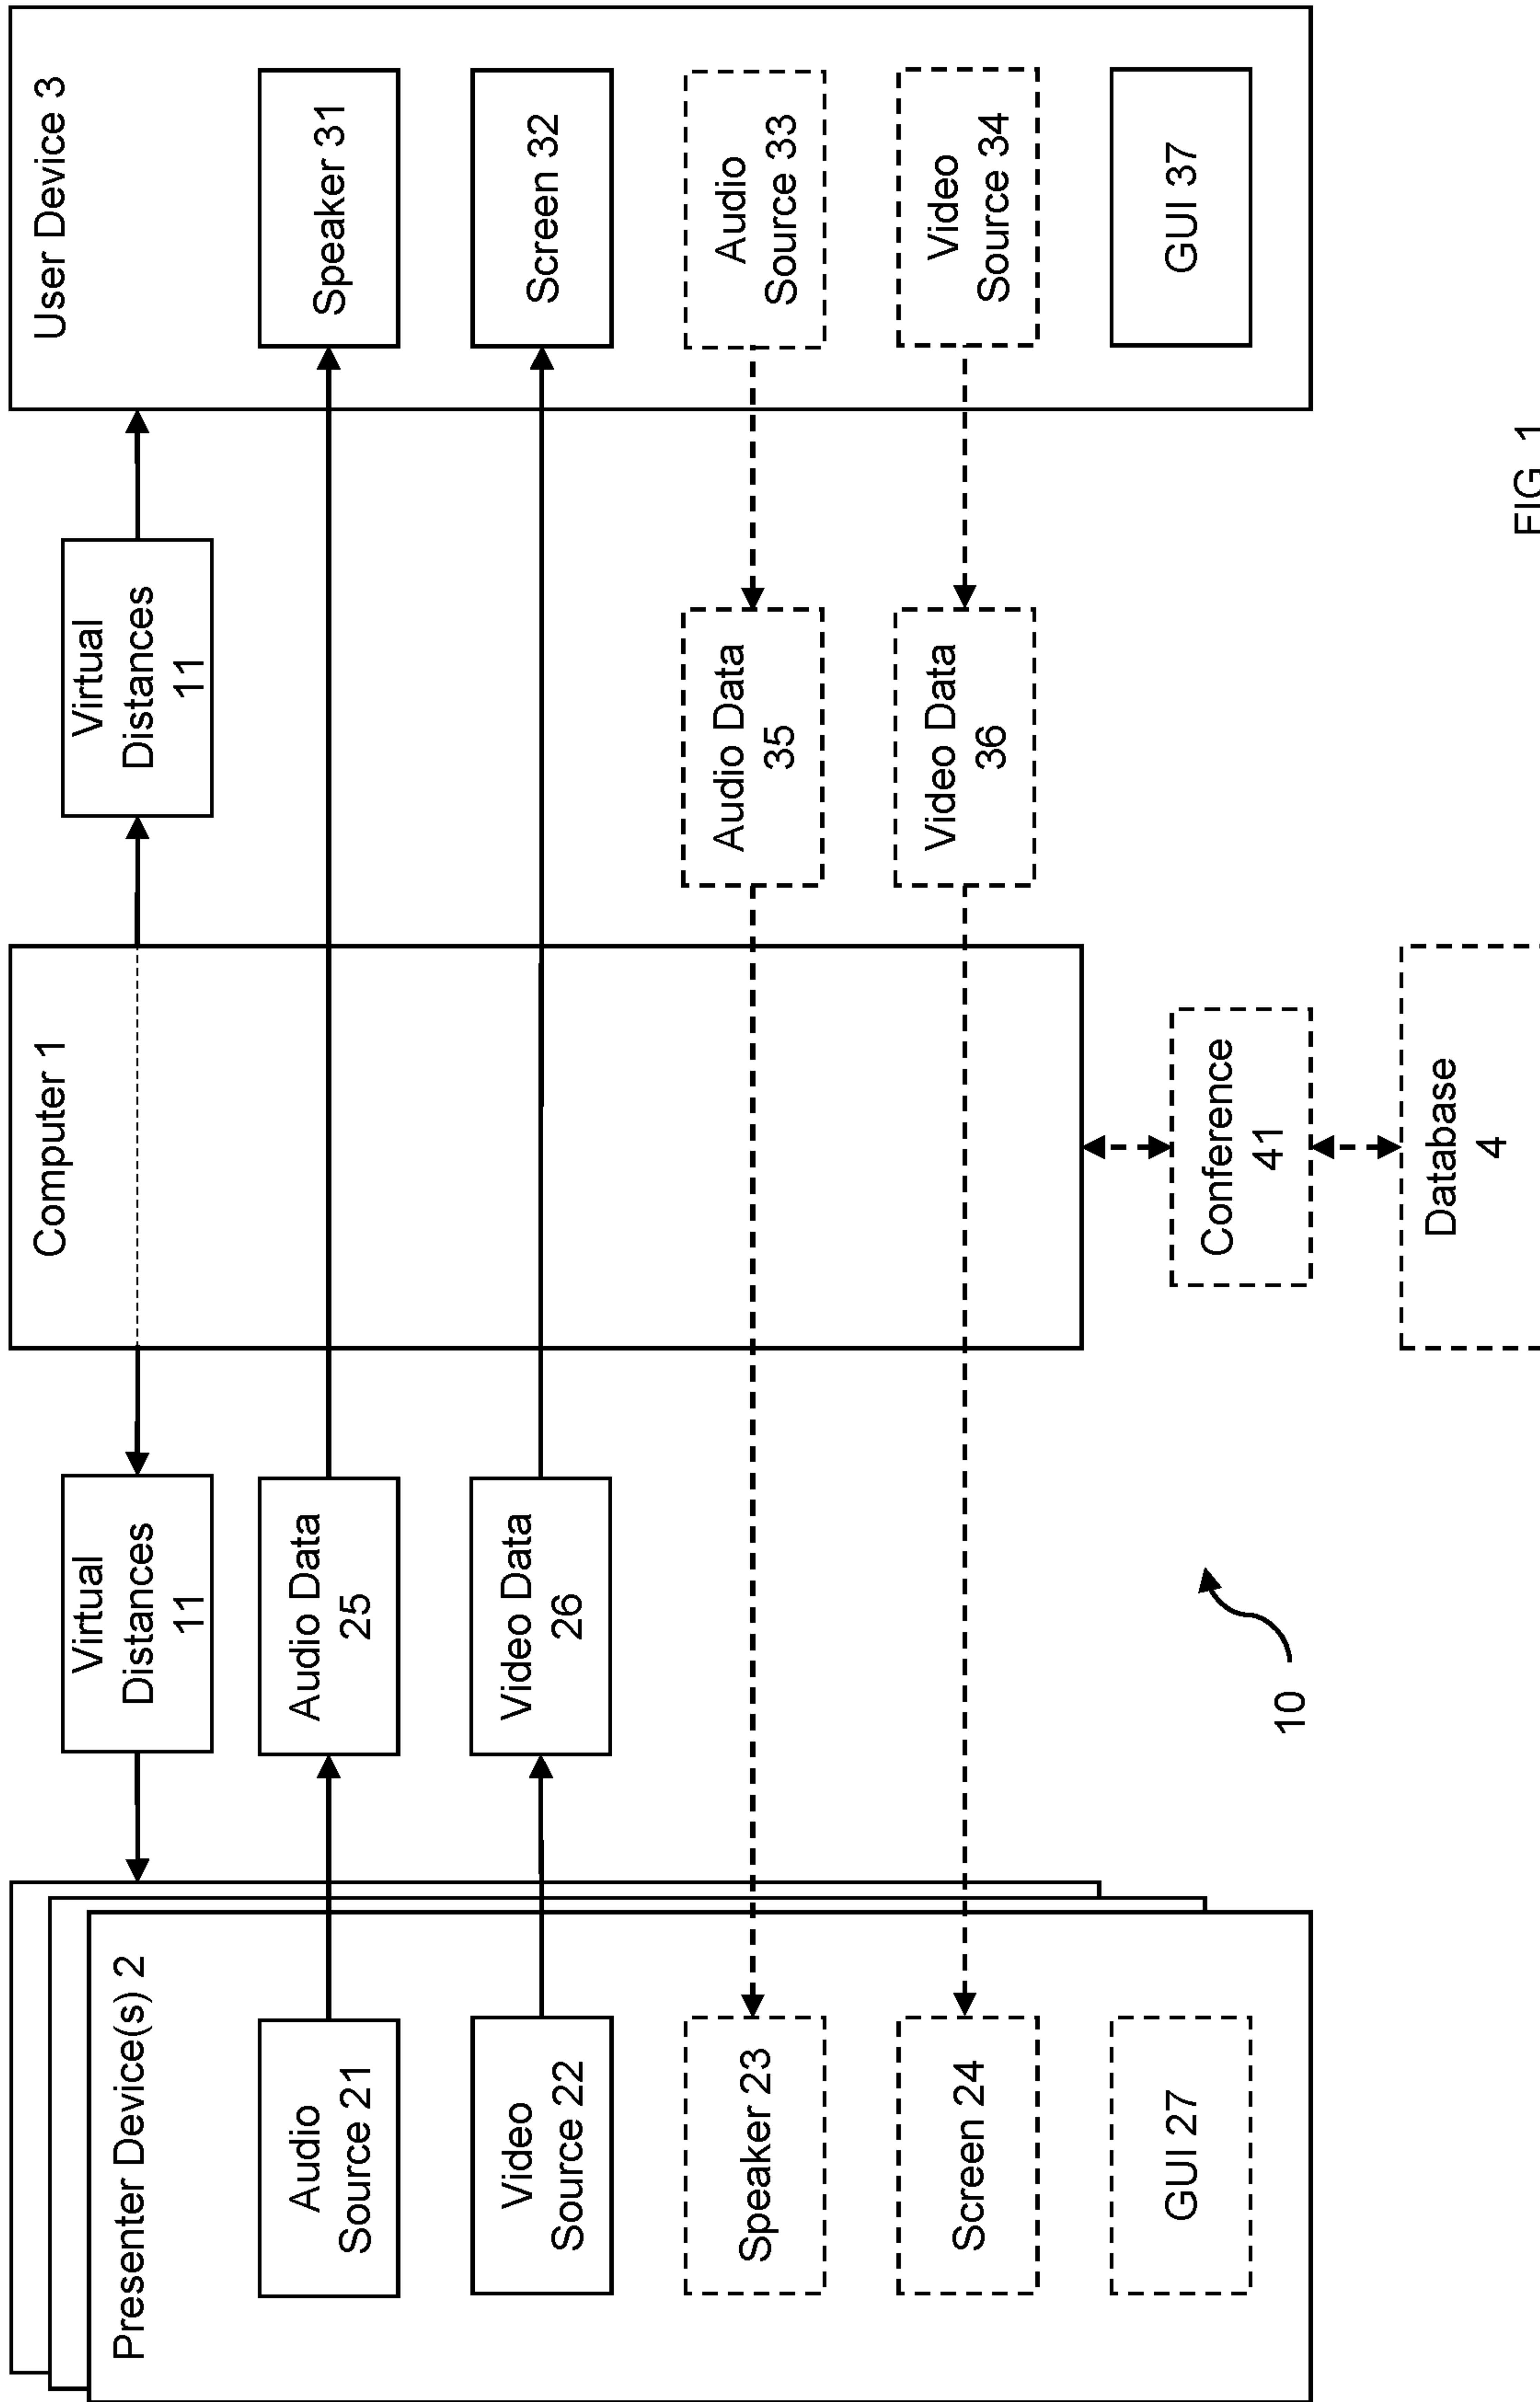 Presenter Device(s) 2
Audio
Source 21
Video
Source 22
Speaker 23
Screen 24
GUI 27
Virtual
Distances
11
Audio Data
25
Video Data
26
10
Computer 1
Conference
41
Database
4
Virtual
Distances
11
Audio Data
35
Video Data
36
User Device 3
Speaker 31
Screen 32
Audio
Source 33
Video
Source 34
GUI 37
FIG. 1